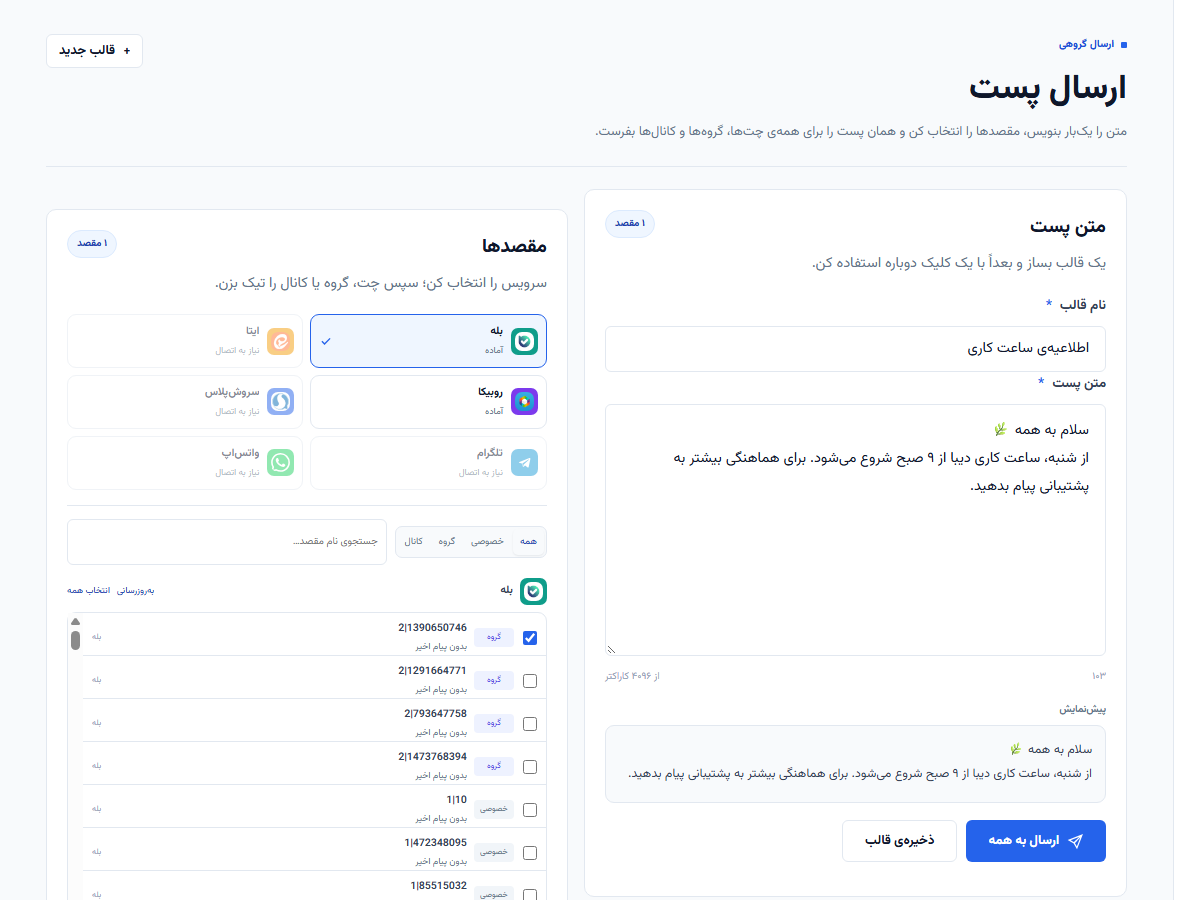 ارسال گروهی
ارسال پست
متن را یک‌بار بنویس، مقصدها را انتخاب کن و همان پست را برای همه‌ی چت‌ها، گروه‌ها و کانال‌ها بفرست.
+ قالب جدید
متن پست
۱ مقصد
یک قالب بساز و بعداً با یک کلیک دوباره استفاده کن.
نام قالب *
اطلاعیه‌ی ساعت کاری
متن پست *
سلام به همه 🌿
از شنبه، ساعت کاری دیبا از ۹ صبح شروع می‌شود. برای هماهنگی بیشتر به
پشتیبانی پیام بدهید.
۱۰۳
از ۴۰۹۶ کاراکتر
پیش‌نمایش
سلام به همه 🌿
از شنبه، ساعت کاری دیبا از ۹ صبح شروع می‌شود. برای هماهنگی بیشتر به پشتیبانی پیام بدهید.
ارسال به همه
ذخیره‌ی قالب
مقصدها
۱ مقصد
سرویس را انتخاب کن؛ سپس چت، گروه یا کانال را تیک بزن.
بله
آماده
ایتا
نیاز به اتصال
روبیکا
آماده
سروش‌پلاس
نیاز به اتصال
تلگرام
نیاز به اتصال
واتس‌اپ
نیاز به اتصال
همه خصوصی گروه کانال
جستجوی نام مقصد...
بله
به‌روزرسانی انتخاب همه
گروه 2|1390650746 بله
بدون پیام اخیر
گروه 2|1291664771 بله
بدون پیام اخیر
گروه 2|793647758 بله
بدون پیام اخیر
گروه 2|1473768394 بله
بدون پیام اخیر
خصوصی 1|10 بله
بدون پیام اخیر
خصوصی 1|472348095 بله
بدون پیام اخیر
خصوصی 1|85515032 بله